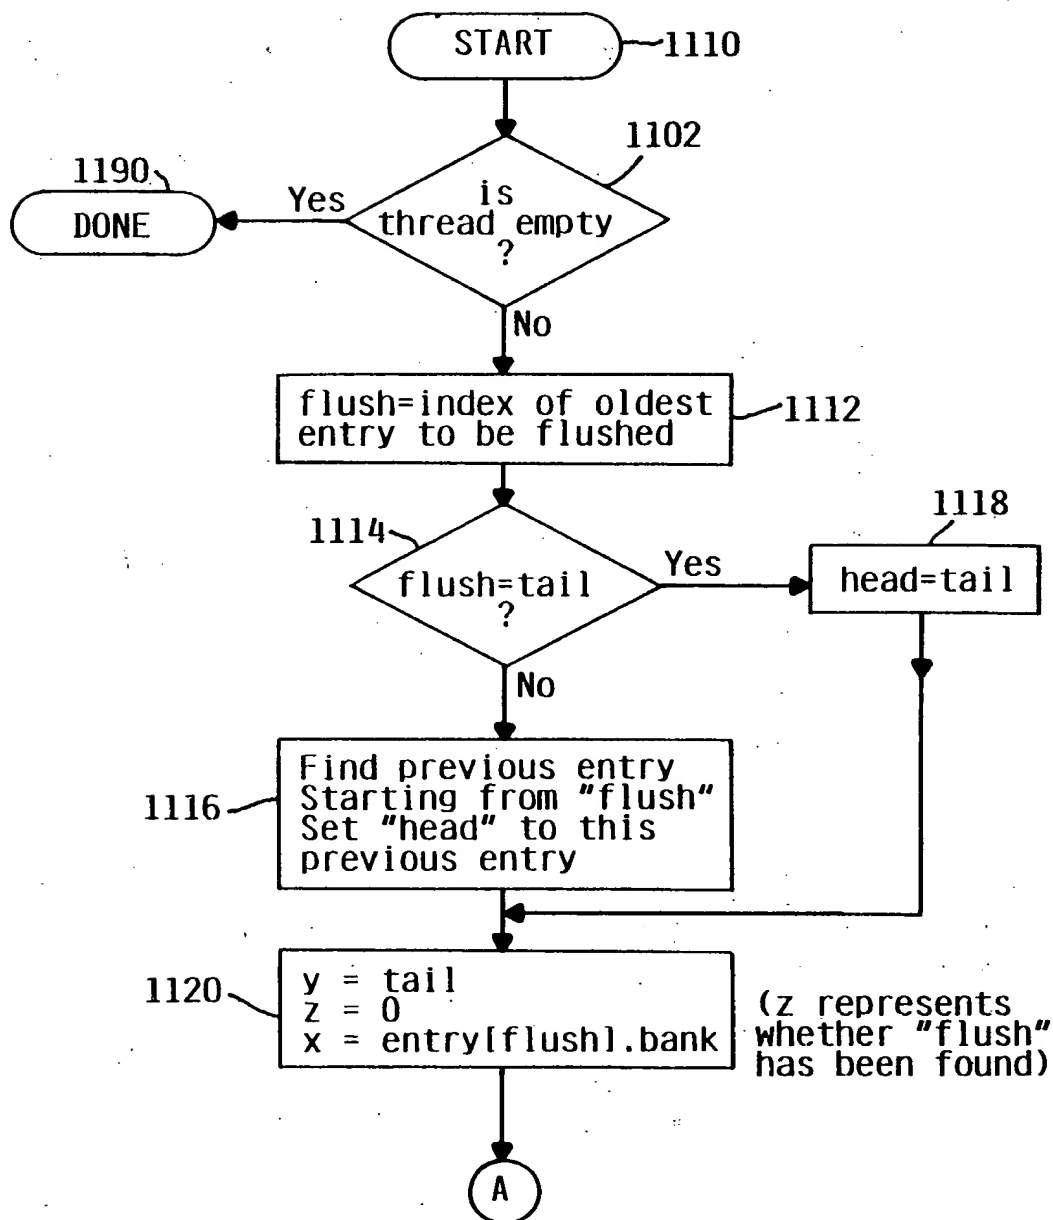 START
1110
1102
1190
DONE
Yes
is
thread empty
?
No
flush=index of oldest
entry to be flushed
1112
1114
flush=tail
?
Yes
1118
head=tail
No
1116
Find previous entry
Starting from "flush"
Set "head" to this
previous entry
1120
y = tail
z = 0
x = entry[flush].bank
(z represents
whether "flush"
has been found)
A